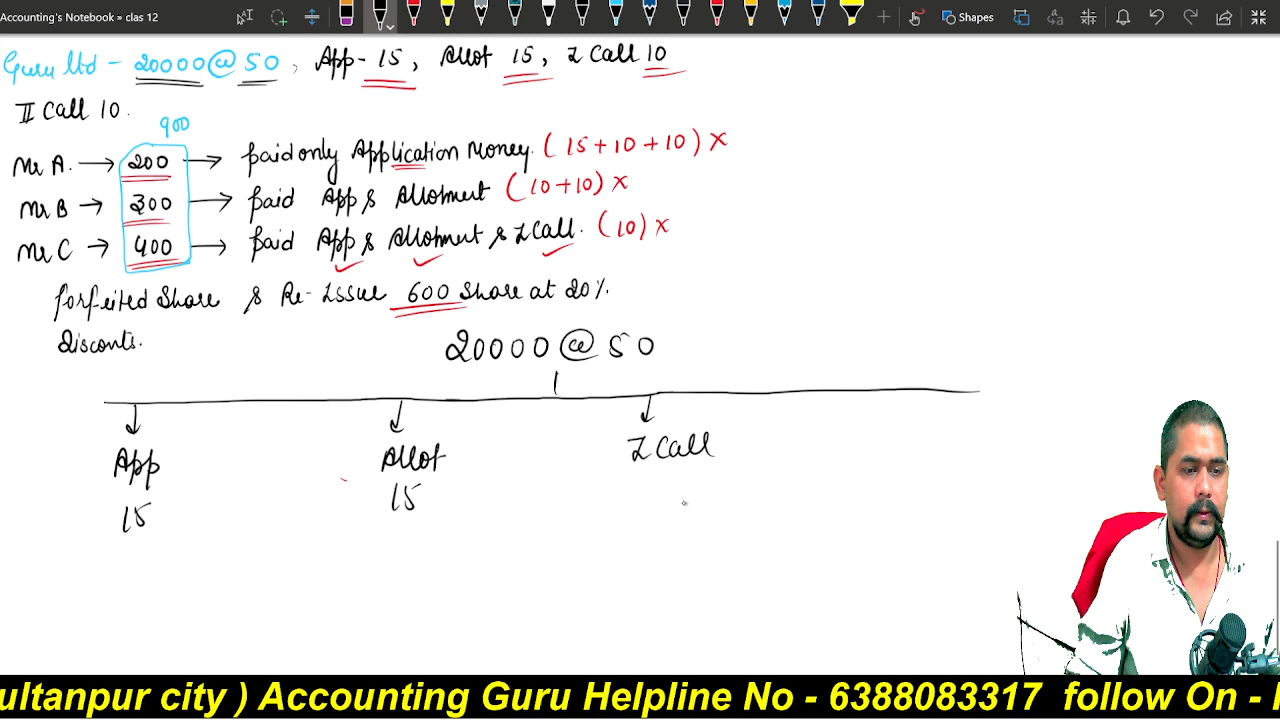 Accounting's Notebook » clas 12
Shapes
Guru ltd - 20000 @ 50, App - 15, Allot 15, I Call 10
II Call 10.
900
Mr A. → 200 → paid only Application Money. (15 + 10 + 10) ×
Mr B → 300 → paid App & Allotment (10 + 10) ×
Mr C → 400 → paid App & Allotment & I Call. (10) ×
forfeited Share & Re-Issue 600 Share at 20%.
Disconts.
20000 @ 50
App Allot I Call
15 15
ultanpur city ) Accounting Guru Helpline No - 6388083317 follow On -